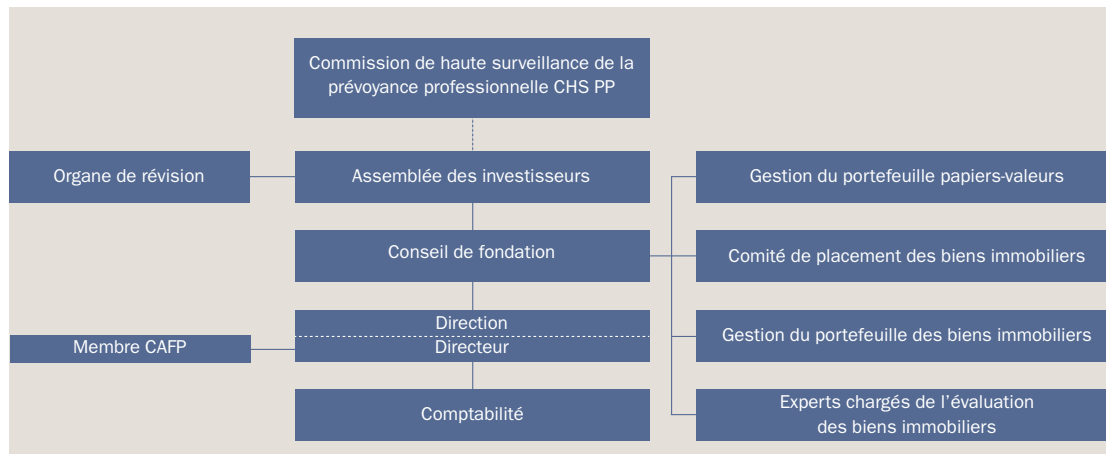 Commission de haute surveillance de la
prévoyance professionnelle CHS PP
Organe de révision
Assemblée des investisseurs
Gestion du portefeuille papiers-valeurs
Conseil de fondation
Comité de placement des biens immobiliers
Direction
Directeur
Membre CAFP
Gestion du portefeuille des biens immobiliers
Comptabilité
Experts chargés de l’évaluation
des biens immobiliers